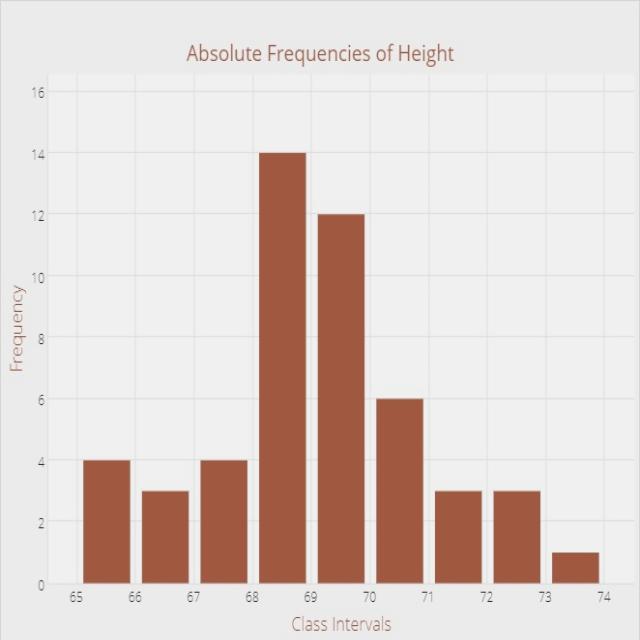 Absolute Frequencies of Height
16
14
12
10
8
6
4
2
0
Frequency
65 66 67 68 69 70 71 72 73 74
Class Intervals